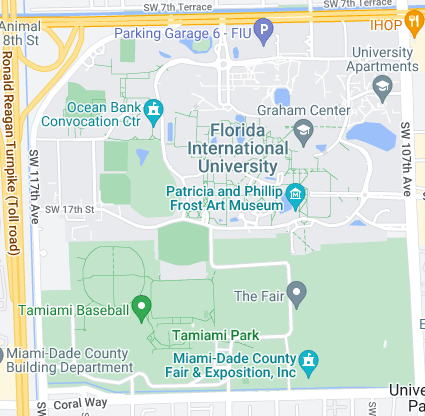 SW 7th Terrace
SW 7th Terrace
Animal
8th St
Parking Garage 6 - FIU
IHOP
University
Apartments
Ocean Bank
Convocation Ctr
Graham Center
Florida
International
University
Ronald Reagan Turnpike (Toll road)
SW 117th Ave
SW 107th Ave
Patricia and Phillip
Frost Art Museum
SW 17th St
The Fair
Tamiami Baseball
Tamiami Park
Miami-Dade County
Building Department
Miami-Dade County
Fair & Exposition, Inc
Coral Way
SW
SW
Unive
Pa